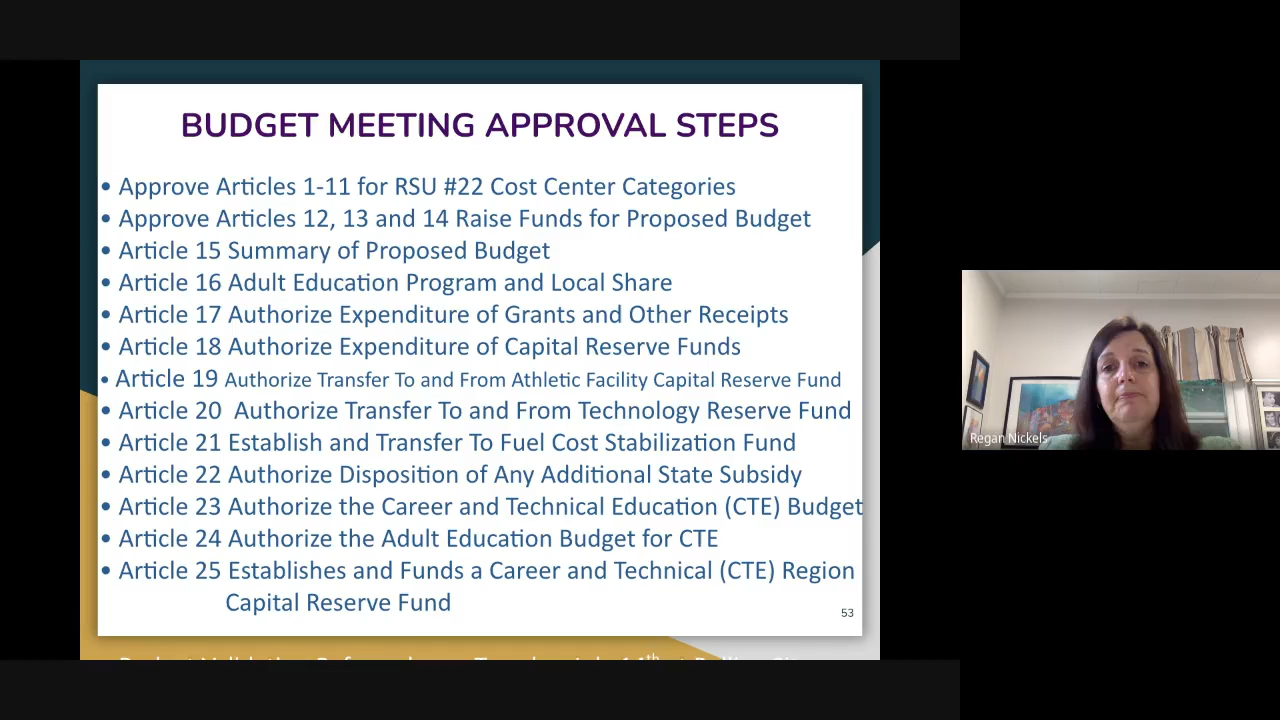 BUDGET MEETING APPROVAL STEPS
• Approve Articles 1-11 for RSU #22 Cost Center Categories
• Approve Articles 12, 13 and 14 Raise Funds for Proposed Budget
• Article 15 Summary of Proposed Budget
• Article 16 Adult Education Program and Local Share
• Article 17 Authorize Expenditure of Grants and Other Receipts
• Article 18 Authorize Expenditure of Capital Reserve Funds
• Article 19 Authorize Transfer To and From Athletic Facility Capital Reserve Fund
• Article 20 Authorize Transfer To and From Technology Reserve Fund
• Article 21 Establish and Transfer To Fuel Cost Stabilization Fund
• Article 22 Authorize Disposition of Any Additional State Subsidy
• Article 23 Authorize the Career and Technical Education (CTE) Budget
• Article 24 Authorize the Adult Education Budget for CTE
• Article 25 Establishes and Funds a Career and Technical (CTE) Region
Capital Reserve Fund
53
Regan Nickels